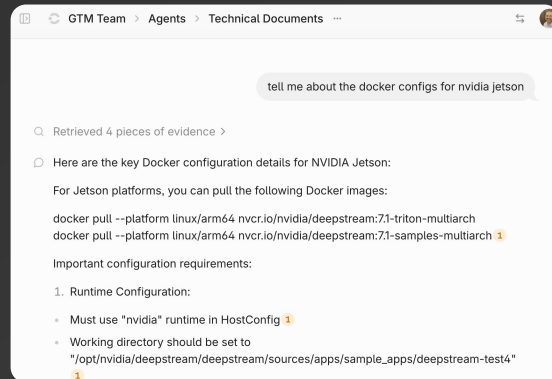 GTM Team > Agents > Technical Documents ...
tell me about the docker configs for nvidia jetson
Retrieved 4 pieces of evidence >
Here are the key Docker configuration details for NVIDIA Jetson:
For Jetson platforms, you can pull the following Docker images:
docker pull --platform linux/arm64 nvcr.io/nvidia/deepstream:7.1-triton-multiarch
docker pull --platform linux/arm64 nvcr.io/nvidia/deepstream:7.1-samples-multiarch 1
Important configuration requirements:
1. Runtime Configuration:
• Must use "nvidia" runtime in HostConfig 1
• Working directory should be set to
"/opt/nvidia/deepstream/deepstream/sources/apps/sample_apps/deepstream-test4"
1